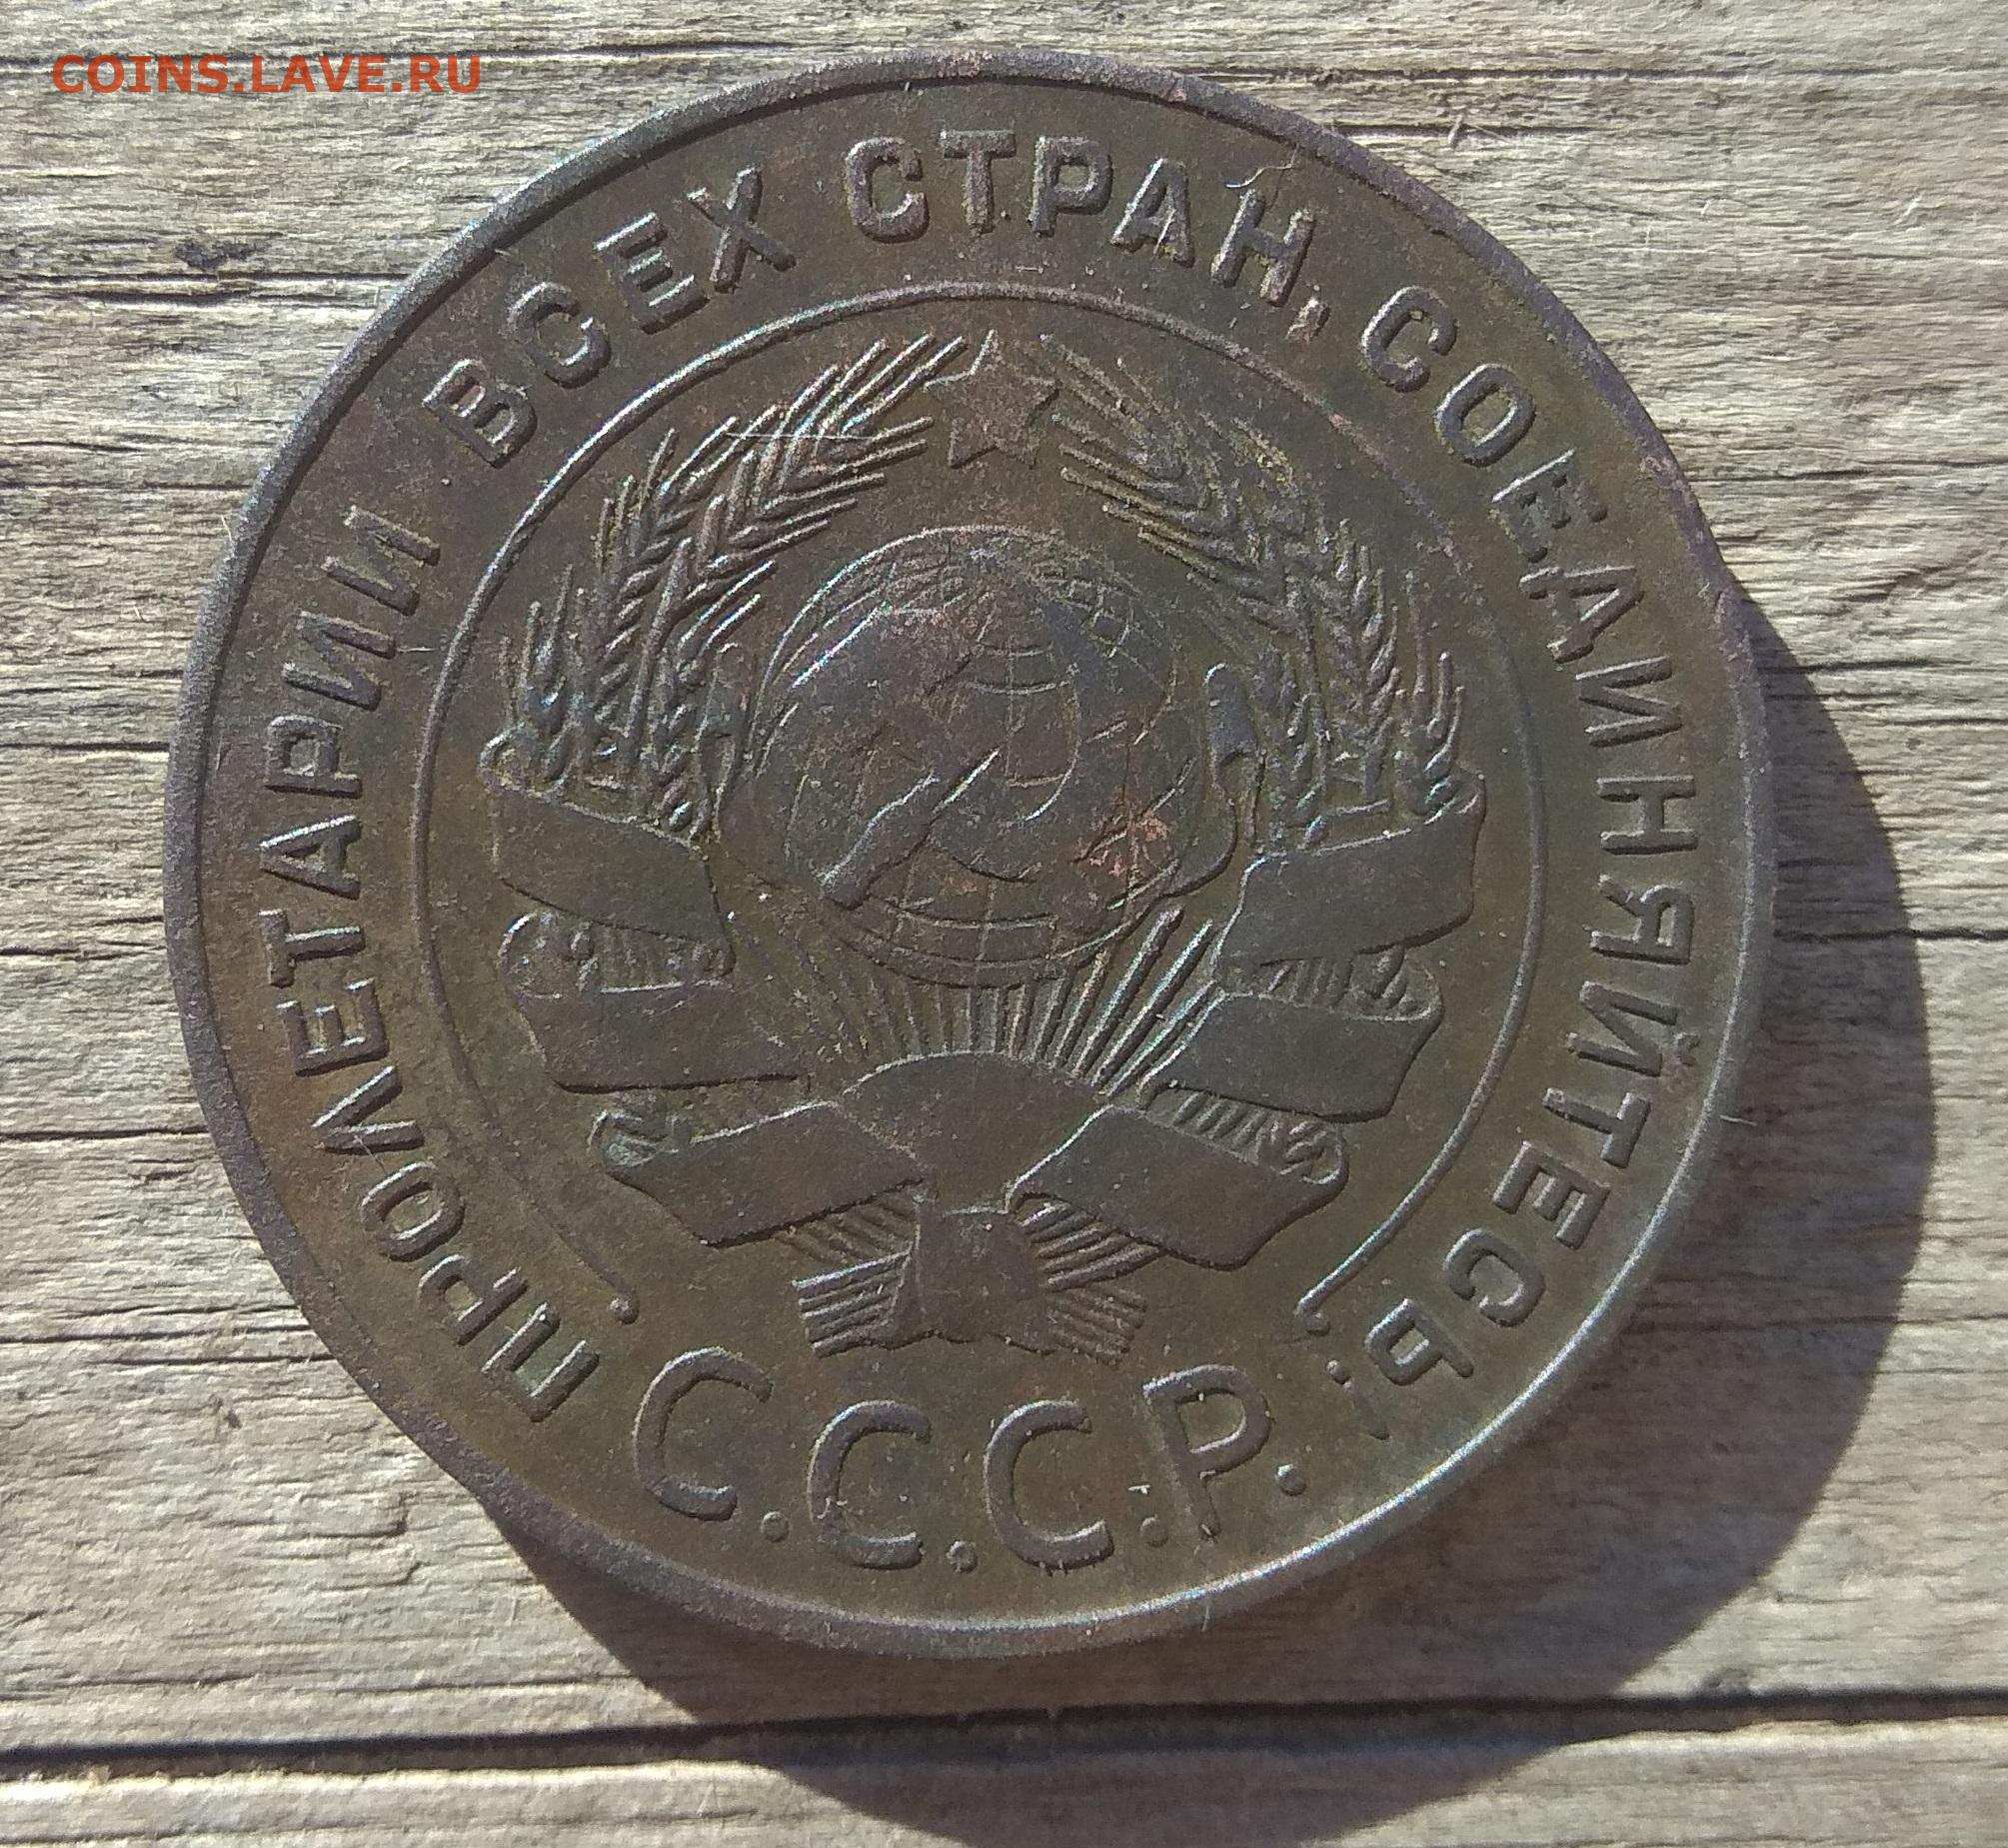 COINS.LAVE.RU
ПРОЛЕТАРИИ ВСЕХ СТРАН, СОЕДИНЯЙТЕСЬ!
С.С.С.Р.